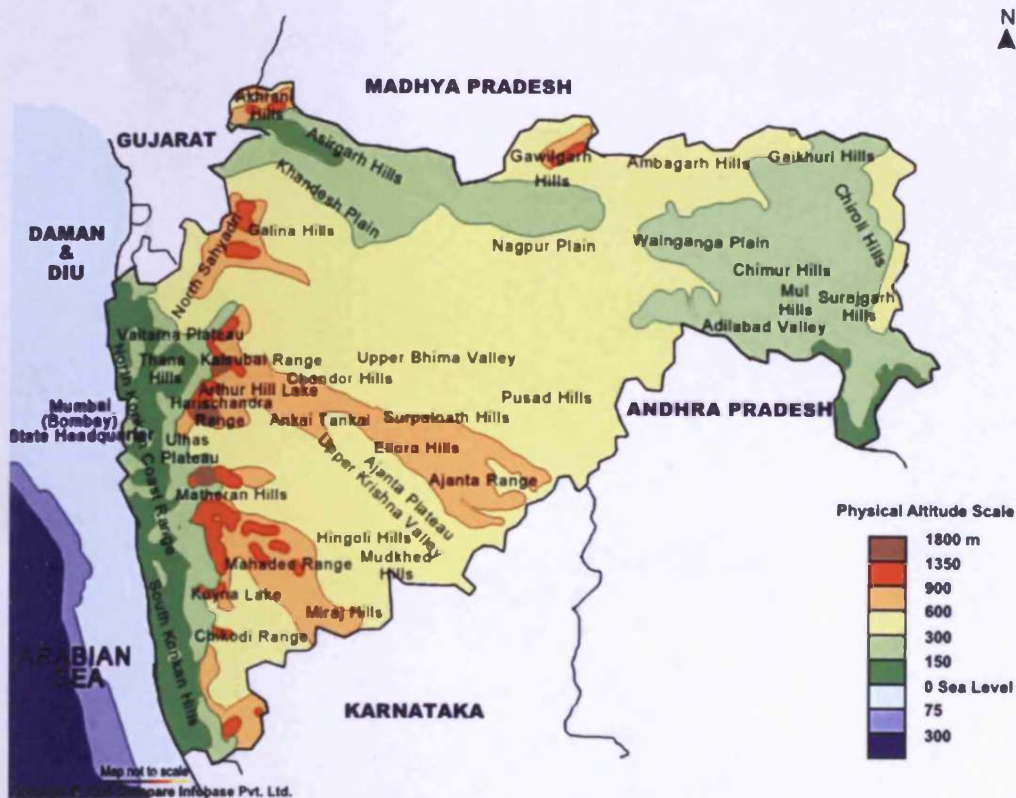 N
MADHYA PRADESH
Akhrani
Hills
GUJARAT
Asirgarh Hills
Gawilgarh
Hills
Ambagarh Hills
Gaikhuri Hills
Khandesh Plain
Chiroli Hills
DAMAN
&
DIU
Galina Hills
North Sahyadri
Nagpur Plain
Wainganga Plain
Chimur Hills
Mul
Hills
Surajgarh
Hills
Adilabad Valley
Vaitarna Plateau
North Konkan Coast Range
Thana
Hills
Kalsubai Range
Upper Bhima Valley
Chandor Hills
Arthur Hill Lake
Pusad Hills
Harischandra
Range
Ankai Tankai
Surpalnath Hills
ANDHRA PRADESH
Mumbai
(Bombay)
State Headquarter
Ulhas
Plateau
Ellora Hills
Upper Krishna Valley
Ajanta Plateau
Ajanta Range
Matheran Hills
Hingoli Hills
Mudkhed
Hills
Mahadeo Range
Koyna Lake
Miraj Hills
Chikodi Range
South Konkan Hills
ARABIAN
SEA
KARNATAKA
Physical Altitude Scale
1800 m
1350
900
600
300
150
0 Sea Level
75
300
Map not to scale
Compare Infobase Pvt. Ltd.